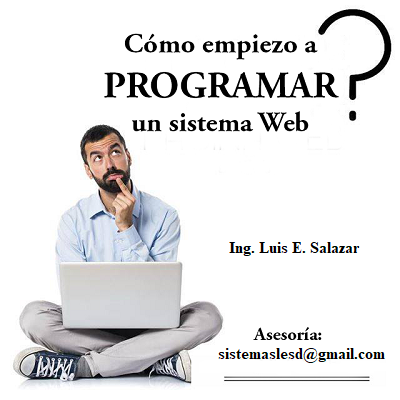 Cómo empiezo a
PROGRAMAR?
un sistema Web
Ing. Luis E. Salazar
Asesoría:
sistemaslesd@gmail.com